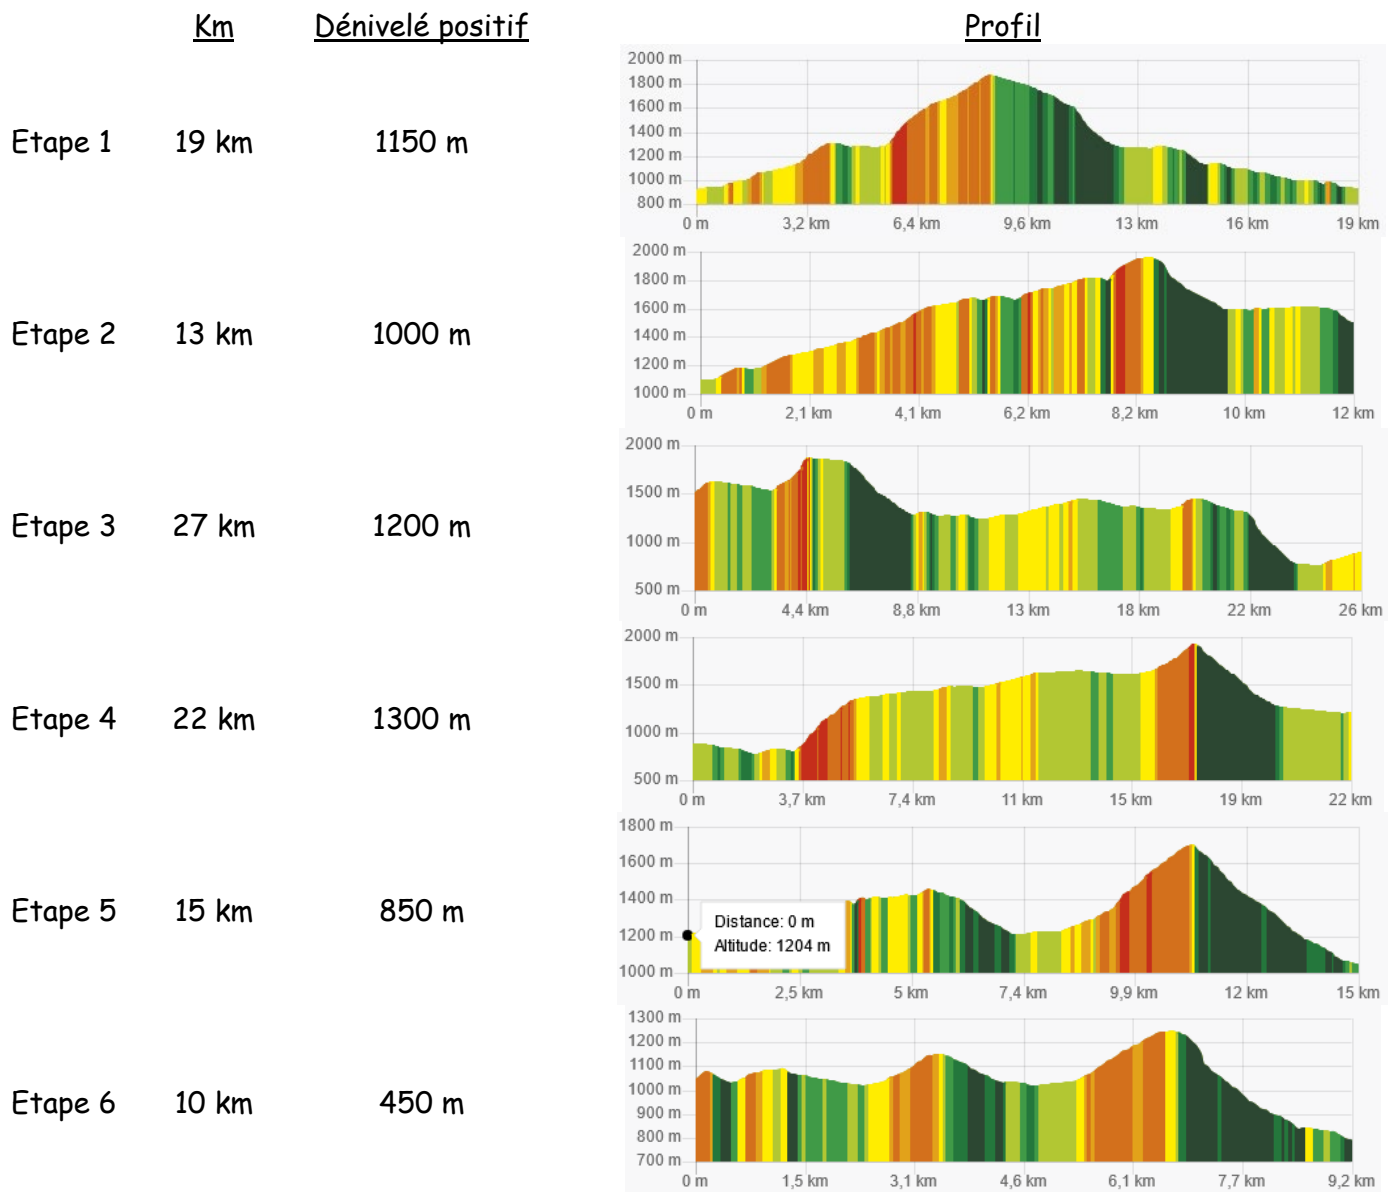 Km Dénivelé positif Profil
Etape 1 19 km 1150 m
2000 m
1800 m
1600 m
1400 m
1200 m
1000 m
800 m
0 m 3,2 km 6,4 km 9,6 km 13 km 16 km 19 km
Etape 2 13 km 1000 m
2000 m
1800 m
1600 m
1400 m
1200 m
1000 m
0 m 2,1 km 4,1 km 6,2 km 8,2 km 10 km 12 km
Etape 3 27 km 1200 m
2000 m
1500 m
1000 m
500 m
0 m 4,4 km 8,8 km 13 km 18 km 22 km 26 km
Etape 4 22 km 1300 m
2000 m
1500 m
1000 m
500 m
0 m 3,7 km 7,4 km 11 km 15 km 19 km 22 km
Etape 5 15 km 850 m
1800 m
1600 m
1400 m
1200 m
1000 m
Distance: 0 m
Altitude: 1204 m
0 m 2,5 km 5 km 7,4 km 9,9 km 12 km 15 km
Etape 6 10 km 450 m
1300 m
1200 m
1100 m
1000 m
900 m
800 m
700 m
0 m 1,5 km 3,1 km 4,6 km 6,1 km 7,7 km 9,2 km